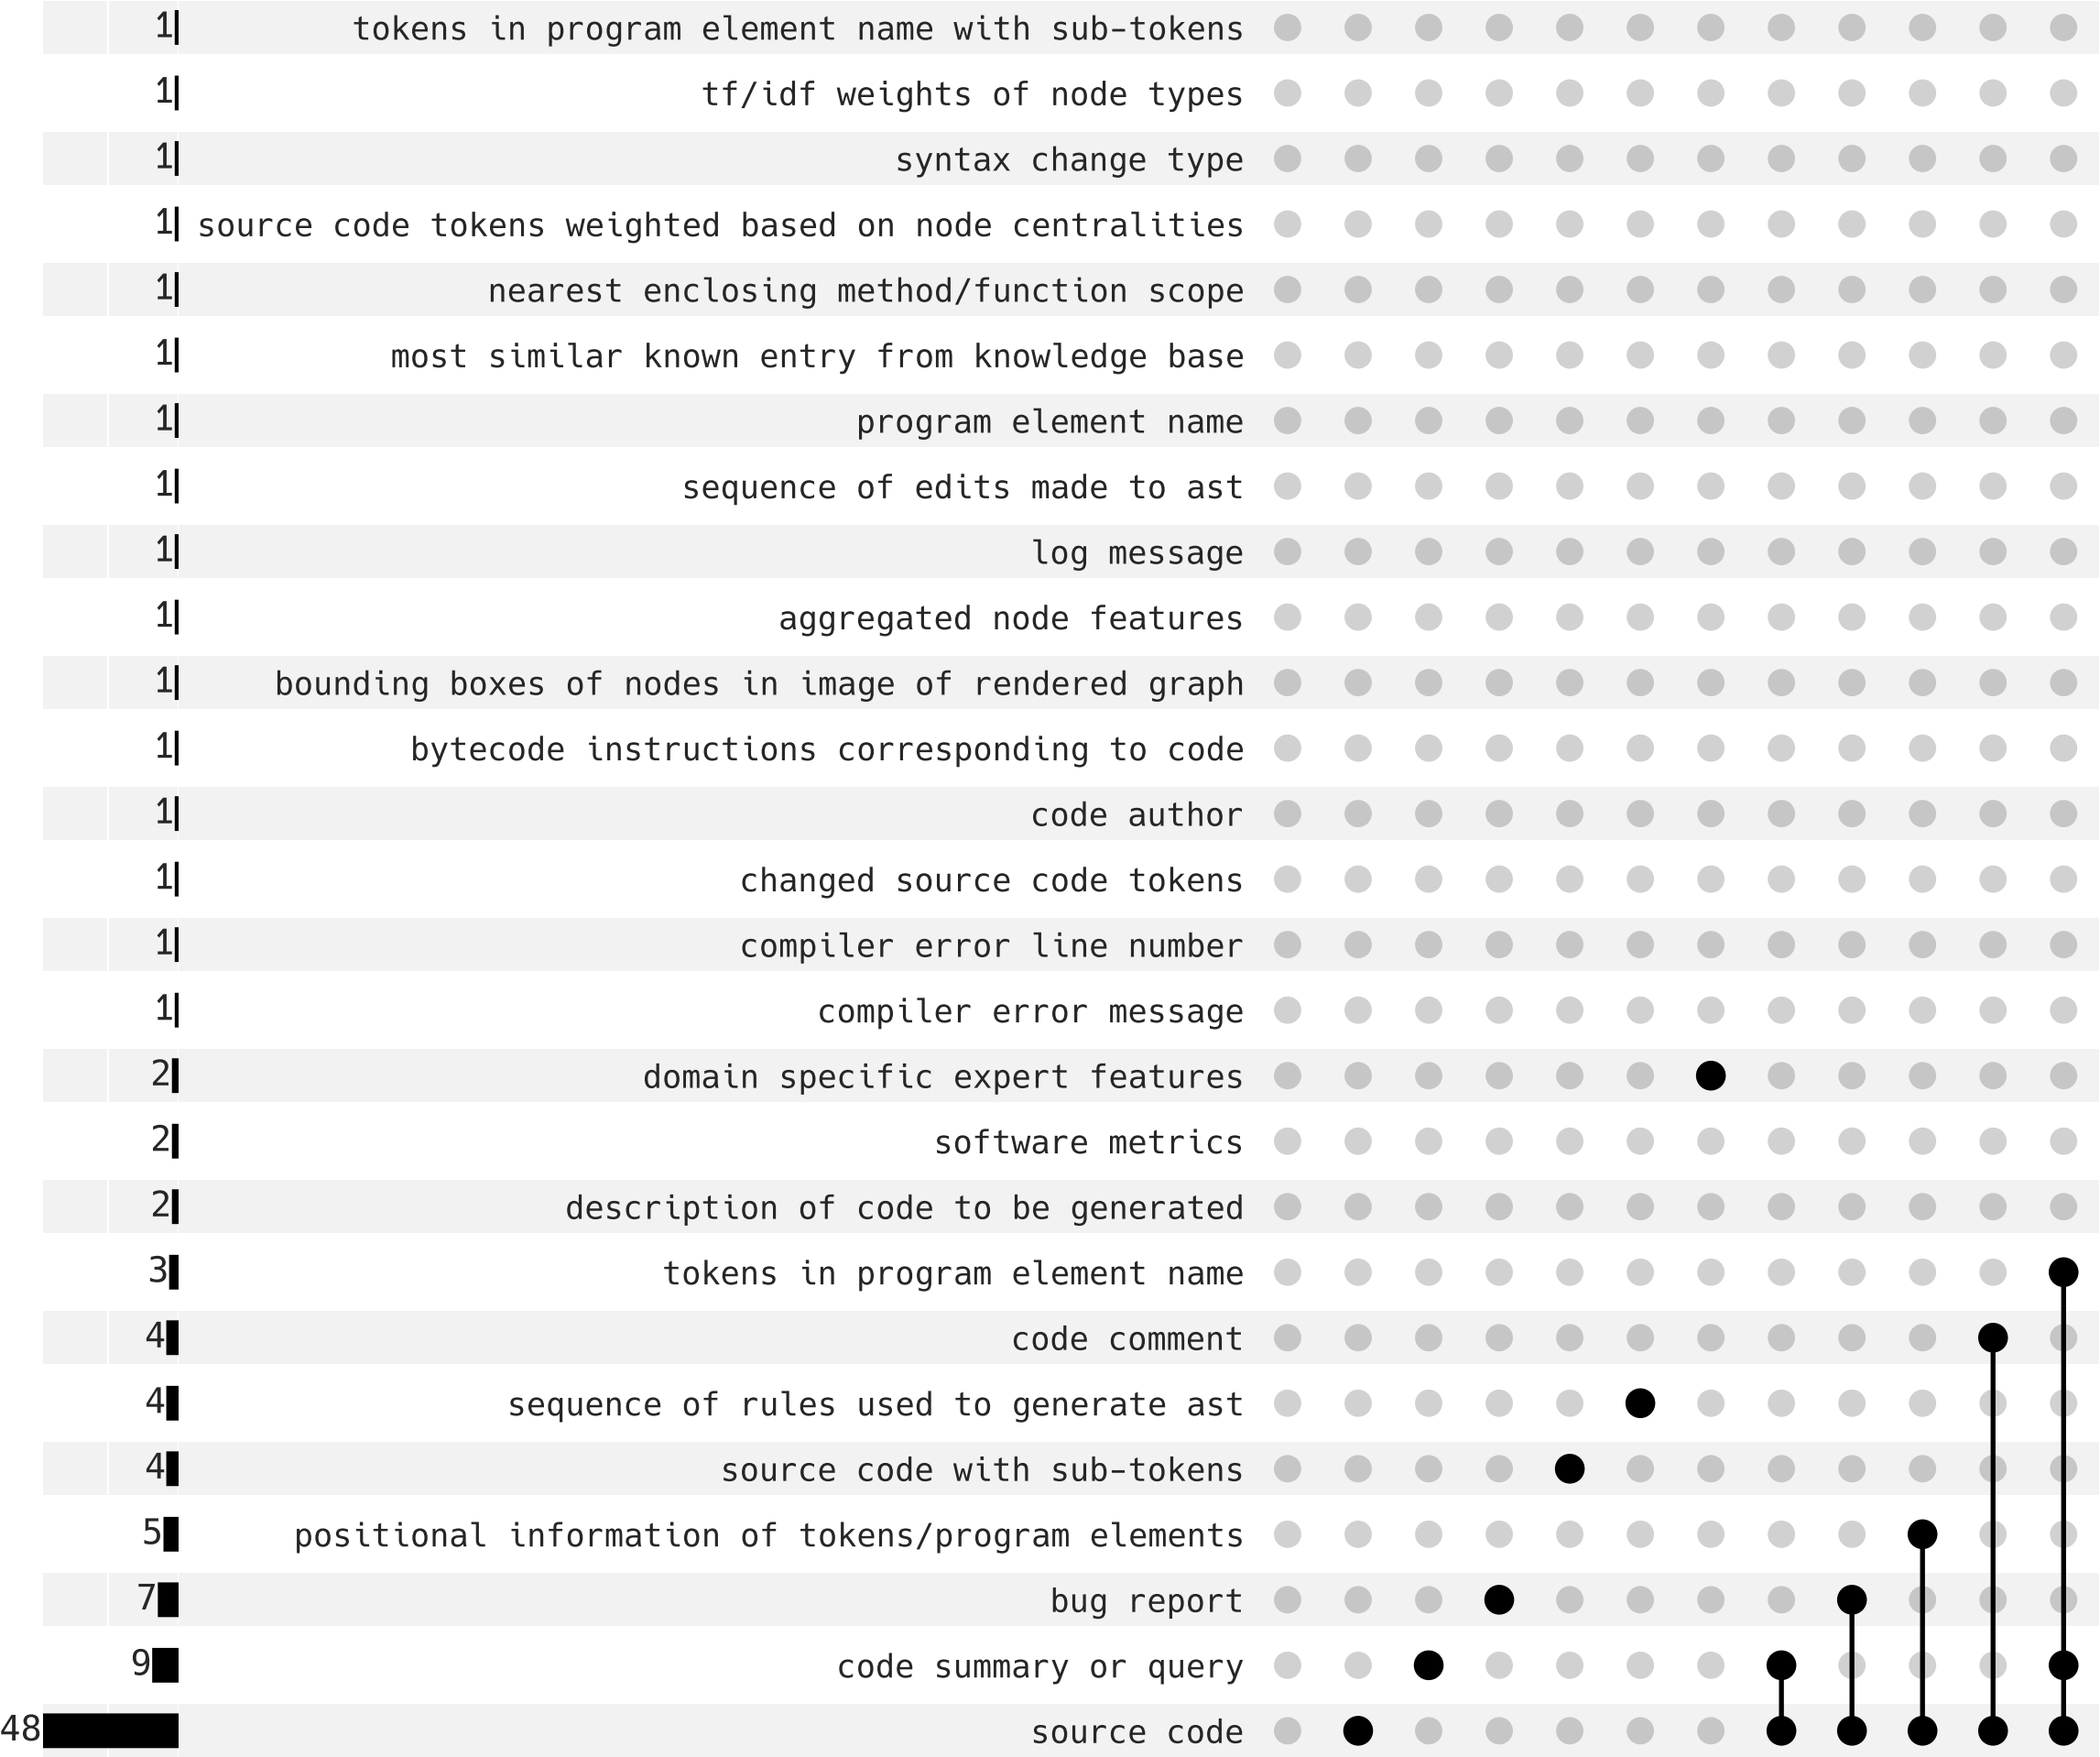 1 tokens in program element name with sub-tokens
1 tf/idf weights of node types
1 syntax change type
1 source code tokens weighted based on node centralities
1 nearest enclosing method/function scope
1 most similar known entry from knowledge base
1 program element name
1 sequence of edits made to ast
1 log message
1 aggregated node features
1 bounding boxes of nodes in image of rendered graph
1 bytecode instructions corresponding to code
1 code author
1 changed source code tokens
1 compiler error line number
1 compiler error message
2 domain specific expert features
2 software metrics
2 description of code to be generated
3 tokens in program element name
4 code comment
4 sequence of rules used to generate ast
4 source code with sub-tokens
5 positional information of tokens/program elements
7 bug report
9 code summary or query
48 source code